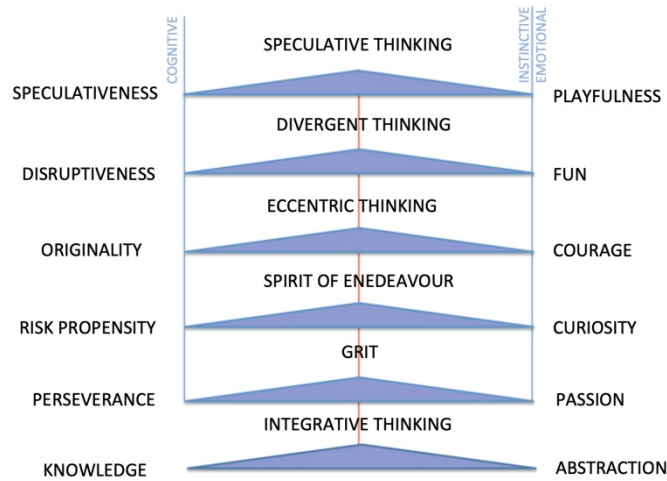 COGNITIVE
INSTINCTIVE
EMOTIONAL
SPECULATIVE THINKING
SPECULATIVENESS
PLAYFULNESS
DIVERGENT THINKING
DISRUPTIVENESS
FUN
ECCENTRIC THINKING
ORIGINALITY
COURAGE
SPIRIT OF ENEDEAVOUR
RISK PROPENSITY
CURIOSITY
GRIT
PERSEVERANCE
PASSION
INTEGRATIVE THINKING
KNOWLEDGE
ABSTRACTION